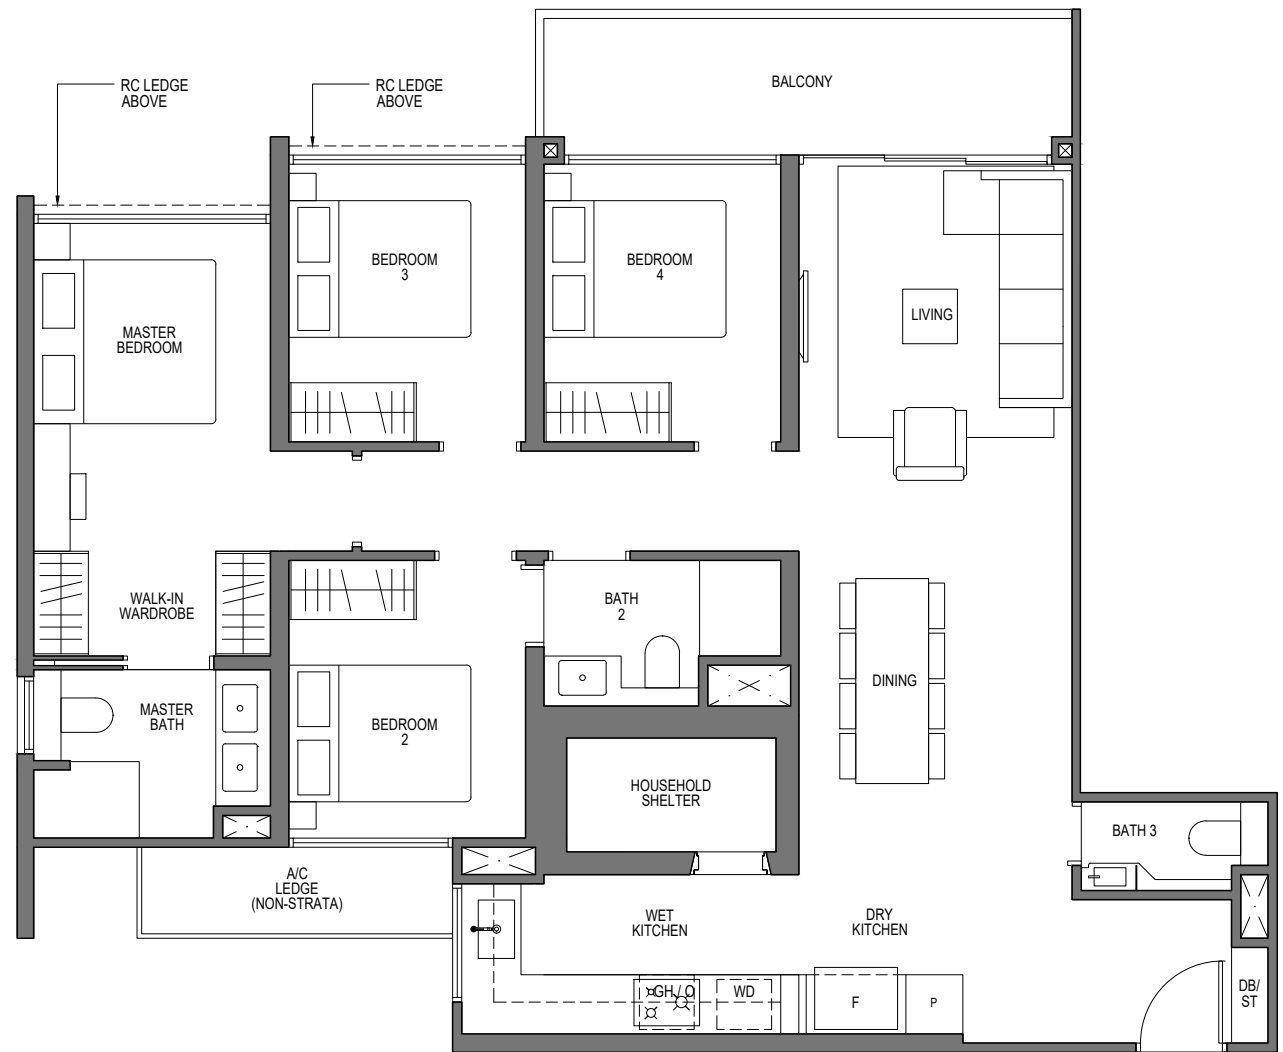 BALCONY
RC LEDGE
ABOVE
RC LEDGE
ABOVE
BEDROOM
3
BEDROOM
4
LIVING
MASTER
BEDROOM
WALK-IN
WARDROBE
BATH
2
DINING
MASTER
BATH
BEDROOM
2
HOUSEHOLD
SHELTER
BATH 3
A/C
LEDGE
(NON-STRATA)
WET
KITCHEN
DRY
KITCHEN
GH / O
WD
F
P
DB/
ST